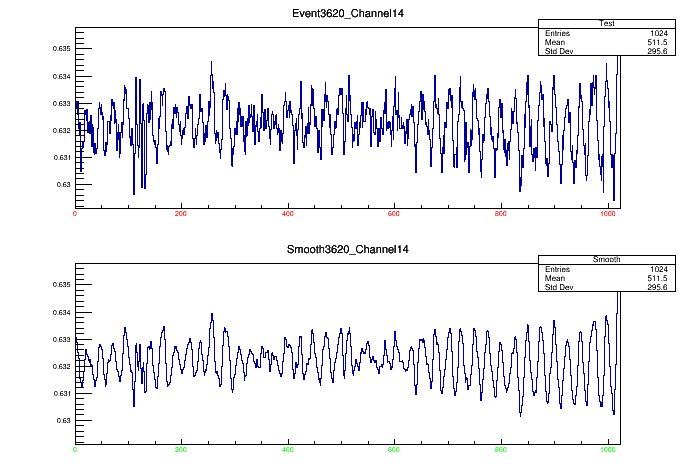 Event3620_Channel14
Test
Entries 1024
Mean 511.5
Std Dev 295.6
0.635
0.634
0.633
0.632
0.631
0.63
0 200 400 600 800 1000
Smooth3620_Channel14
Smooth
Entries 1024
Mean 511.5
Std Dev 295.6
0.635
0.634
0.633
0.632
0.631
0.63
0 200 400 600 800 1000